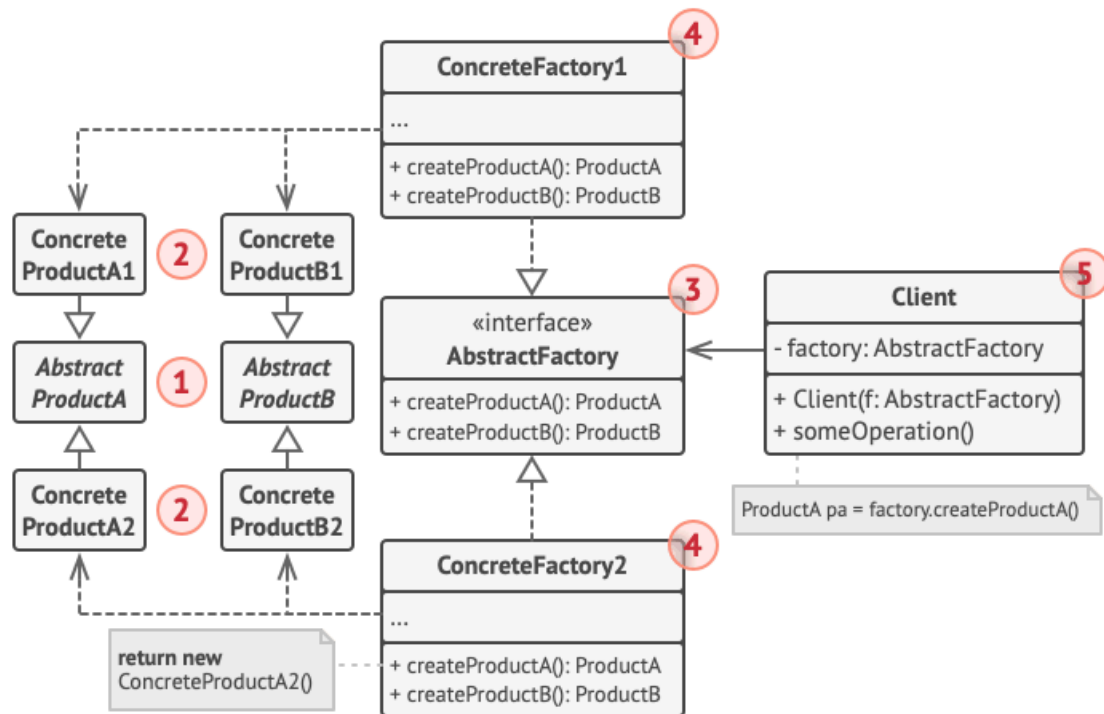 4
ConcreteFactory1
...
+ createProductA(): ProductA
+ createProductB(): ProductB
Concrete
ProductA1
2
Concrete
ProductB1
Abstract
ProductA
1
Abstract
ProductB
Concrete
ProductA2
2
Concrete
ProductB2
3
«interface»
AbstractFactory
+ createProductA(): ProductA
+ createProductB(): ProductB
5
Client
- factory: AbstractFactory
+ Client(f: AbstractFactory)
+ someOperation()
ProductA pa = factory.createProductA()
4
ConcreteFactory2
...
+ createProductA(): ProductA
+ createProductB(): ProductB
return new
ConcreteProductA2()